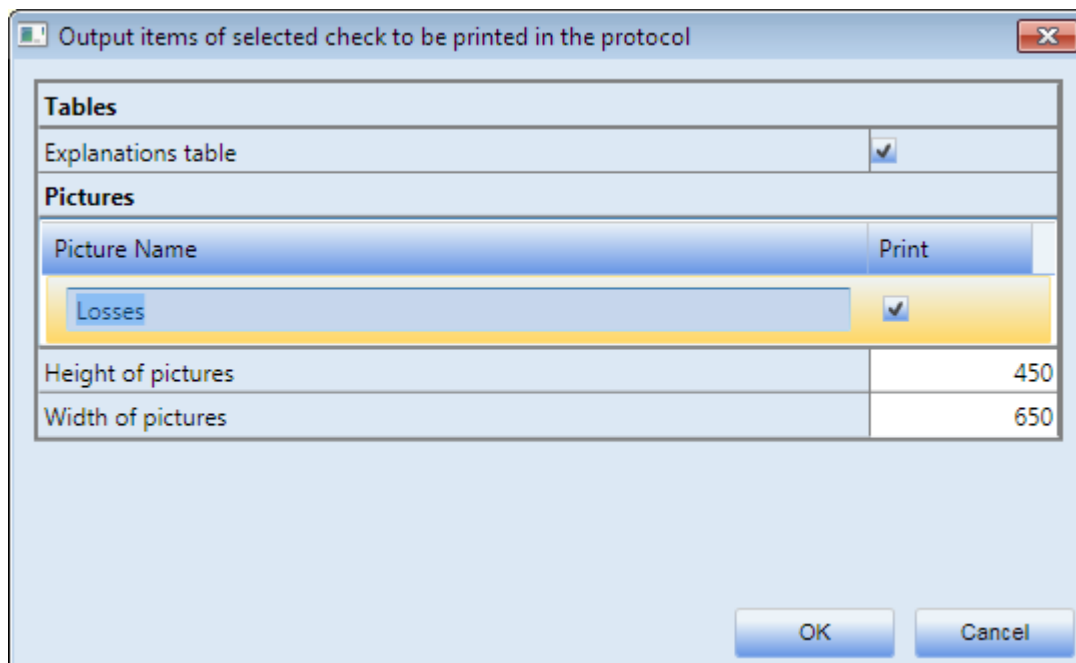 Output items of selected check to be printed in the protocol
Tables
Explanations table
Pictures
Picture Name Print
Losses
Height of pictures 450
Width of pictures 650
OK Cancel